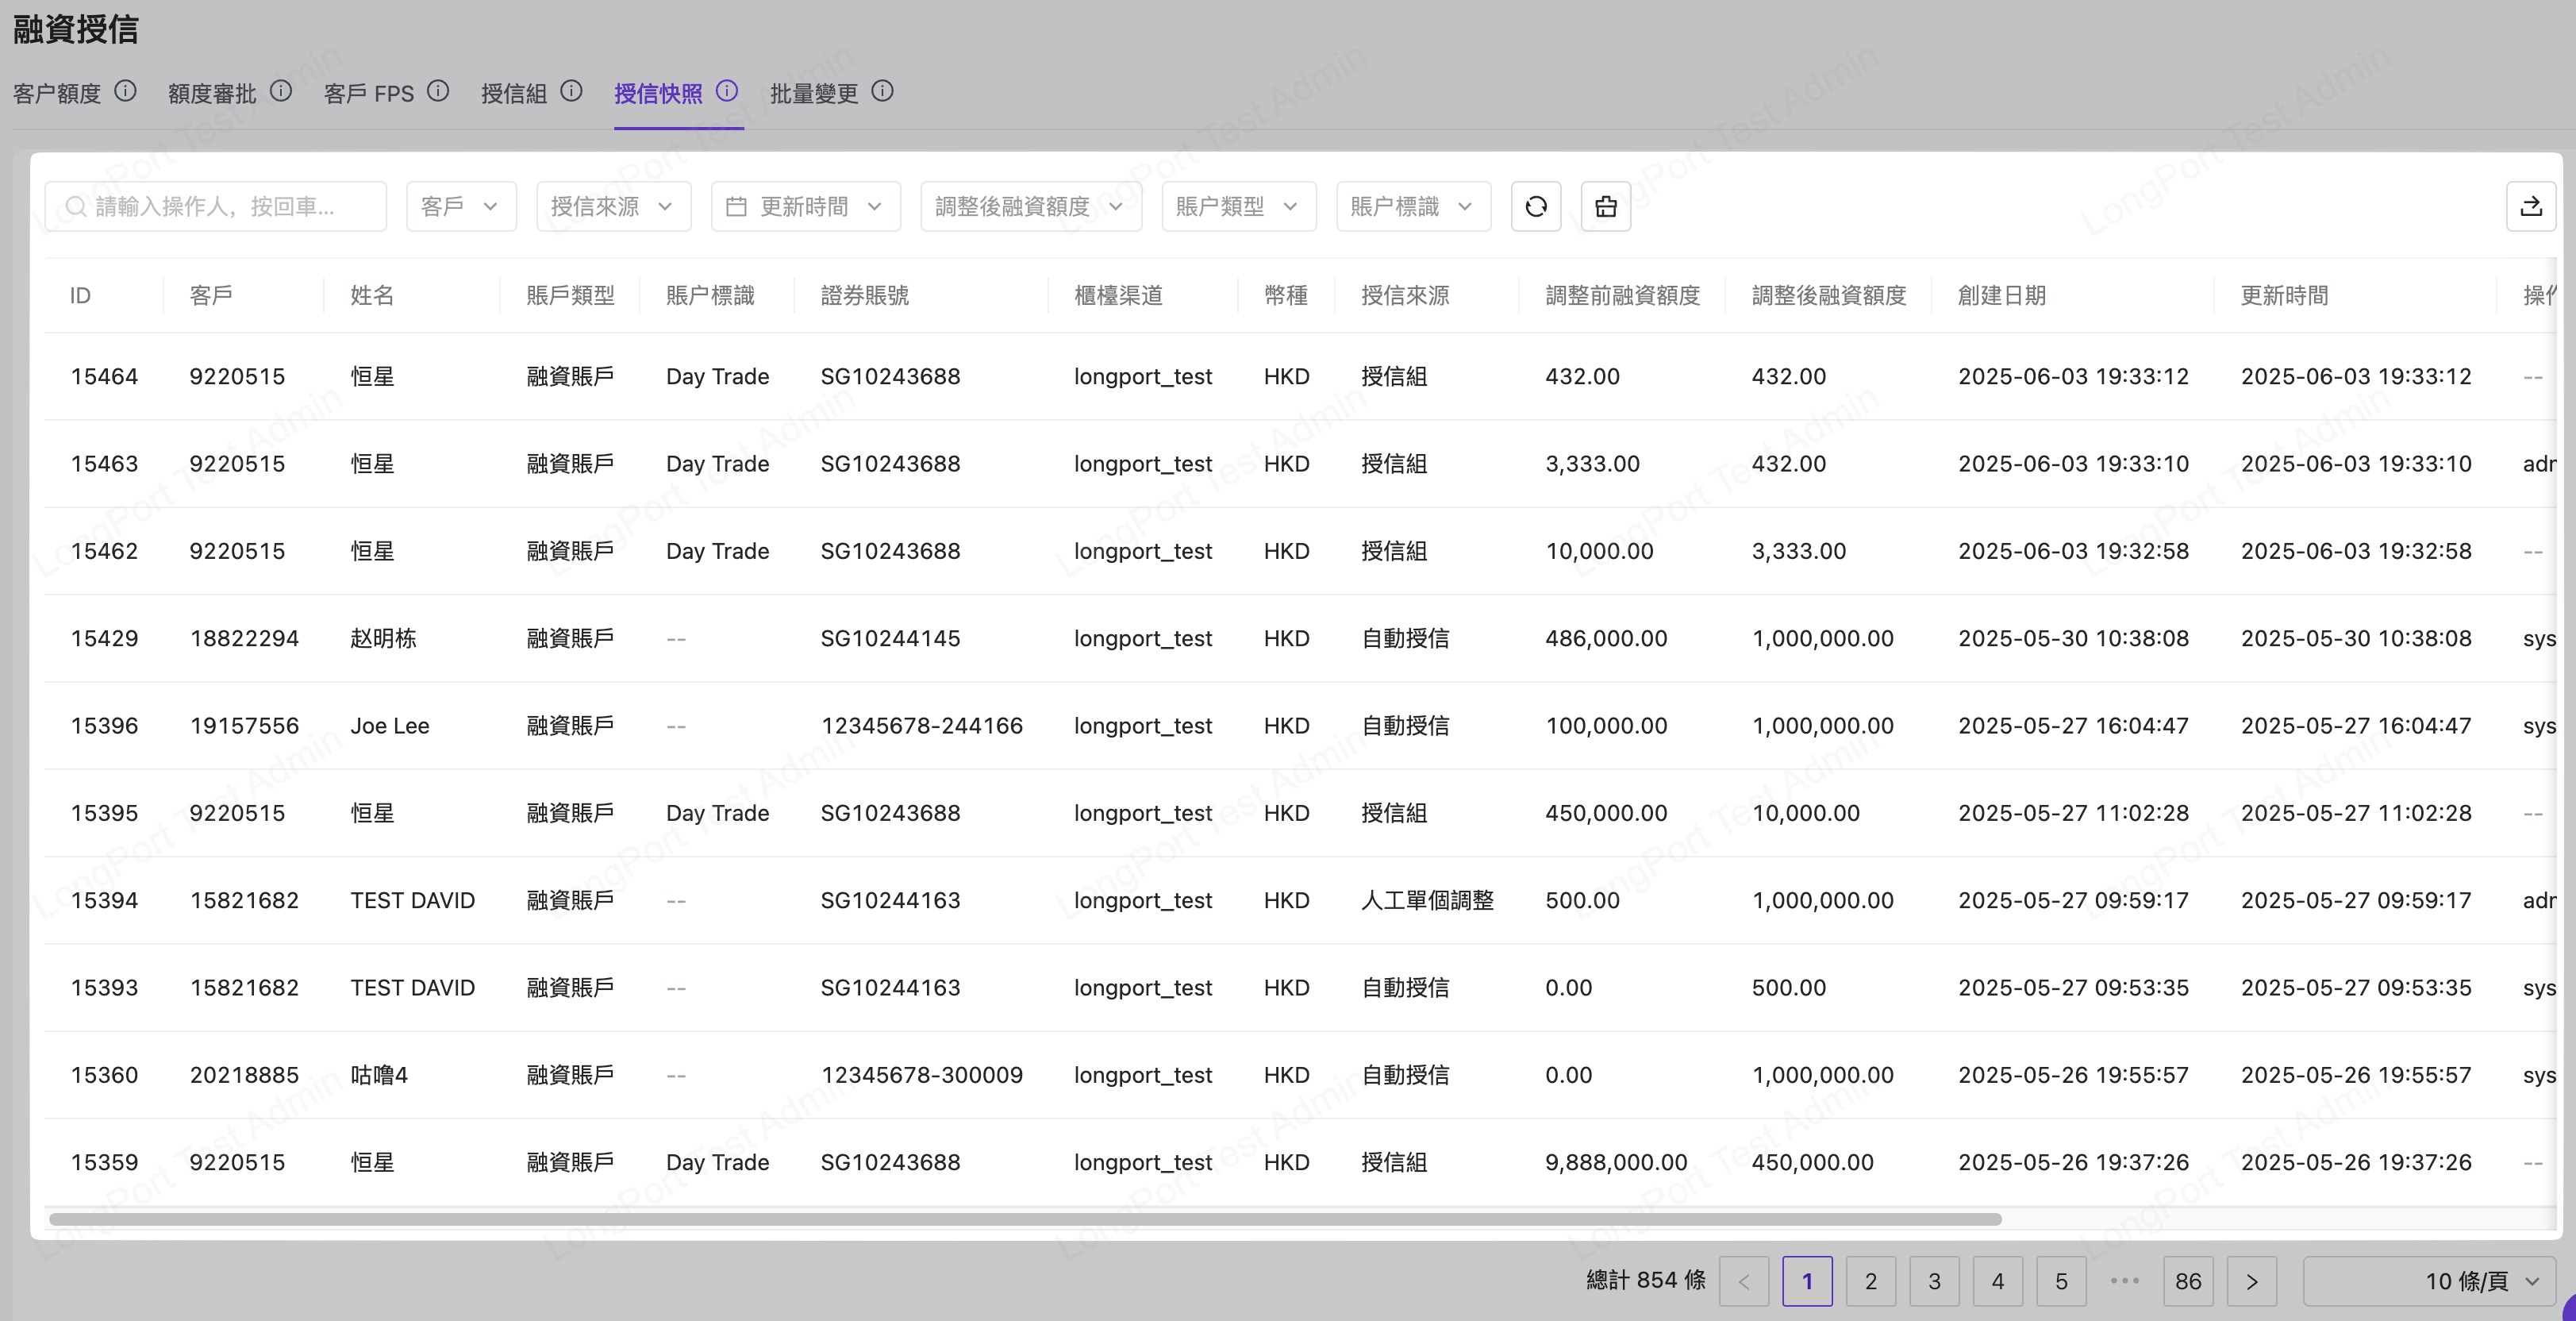 融資授信
客户額度 額度審批 客戶 FPS 授信組 授信快照 批量變更
請輸入操作人，按回車... 客戶 授信來源 更新時間 調整後融資額度 賬户類型 賬户標識
ID 客戶 姓名 賬戶類型 賬户標識 證券賬號 櫃檯渠道 幣種 授信來源 調整前融資額度 調整後融資額度 創建日期 更新時間
15464 9220515 恒星 融資賬戶 Day Trade SG10243688 longport_test HKD 授信組 432.00 432.00 2025-06-03 19:33:12 2025-06-03 19:33:12 --
15463 9220515 恒星 融資賬戶 Day Trade SG10243688 longport_test HKD 授信組 3,333.00 432.00 2025-06-03 19:33:10 2025-06-03 19:33:10
15462 9220515 恒星 融資賬戶 Day Trade SG10243688 longport_test HKD 授信組 10,000.00 3,333.00 2025-06-03 19:32:58 2025-06-03 19:32:58 --
15429 18822294 赵明栋 融資賬戶 -- SG10244145 longport_test HKD 自動授信 486,000.00 1,000,000.00 2025-05-30 10:38:08 2025-05-30 10:38:08 sys
15396 19157556 Joe Lee 融資賬戶 -- 12345678-244166 longport_test HKD 自動授信 100,000.00 1,000,000.00 2025-05-27 16:04:47 2025-05-27 16:04:47 sys
15395 9220515 恒星 融資賬戶 Day Trade SG10243688 longport_test HKD 授信組 450,000.00 10,000.00 2025-05-27 11:02:28 2025-05-27 11:02:28 --
15394 15821682 TEST DAVID 融資賬戶 -- SG10244163 longport_test HKD 人工單個調整 500.00 1,000,000.00 2025-05-27 09:59:17 2025-05-27 09:59:17
15393 15821682 TEST DAVID 融資賬戶 -- SG10244163 longport_test HKD 自動授信 0.00 500.00 2025-05-27 09:53:35 2025-05-27 09:53:35 sys
15360 20218885 咕噜4 融資賬戶 -- 12345678-300009 longport_test HKD 自動授信 0.00 1,000,000.00 2025-05-26 19:55:57 2025-05-26 19:55:57 sys
15359 9220515 恒星 融資賬戶 Day Trade SG10243688 longport_test HKD 授信組 9,888,000.00 450,000.00 2025-05-26 19:37:26 2025-05-26 19:37:26 --
總計 854 條 < 1 2 3 4 5 ••• 86 > 10 條/頁
LongPort Test Admin